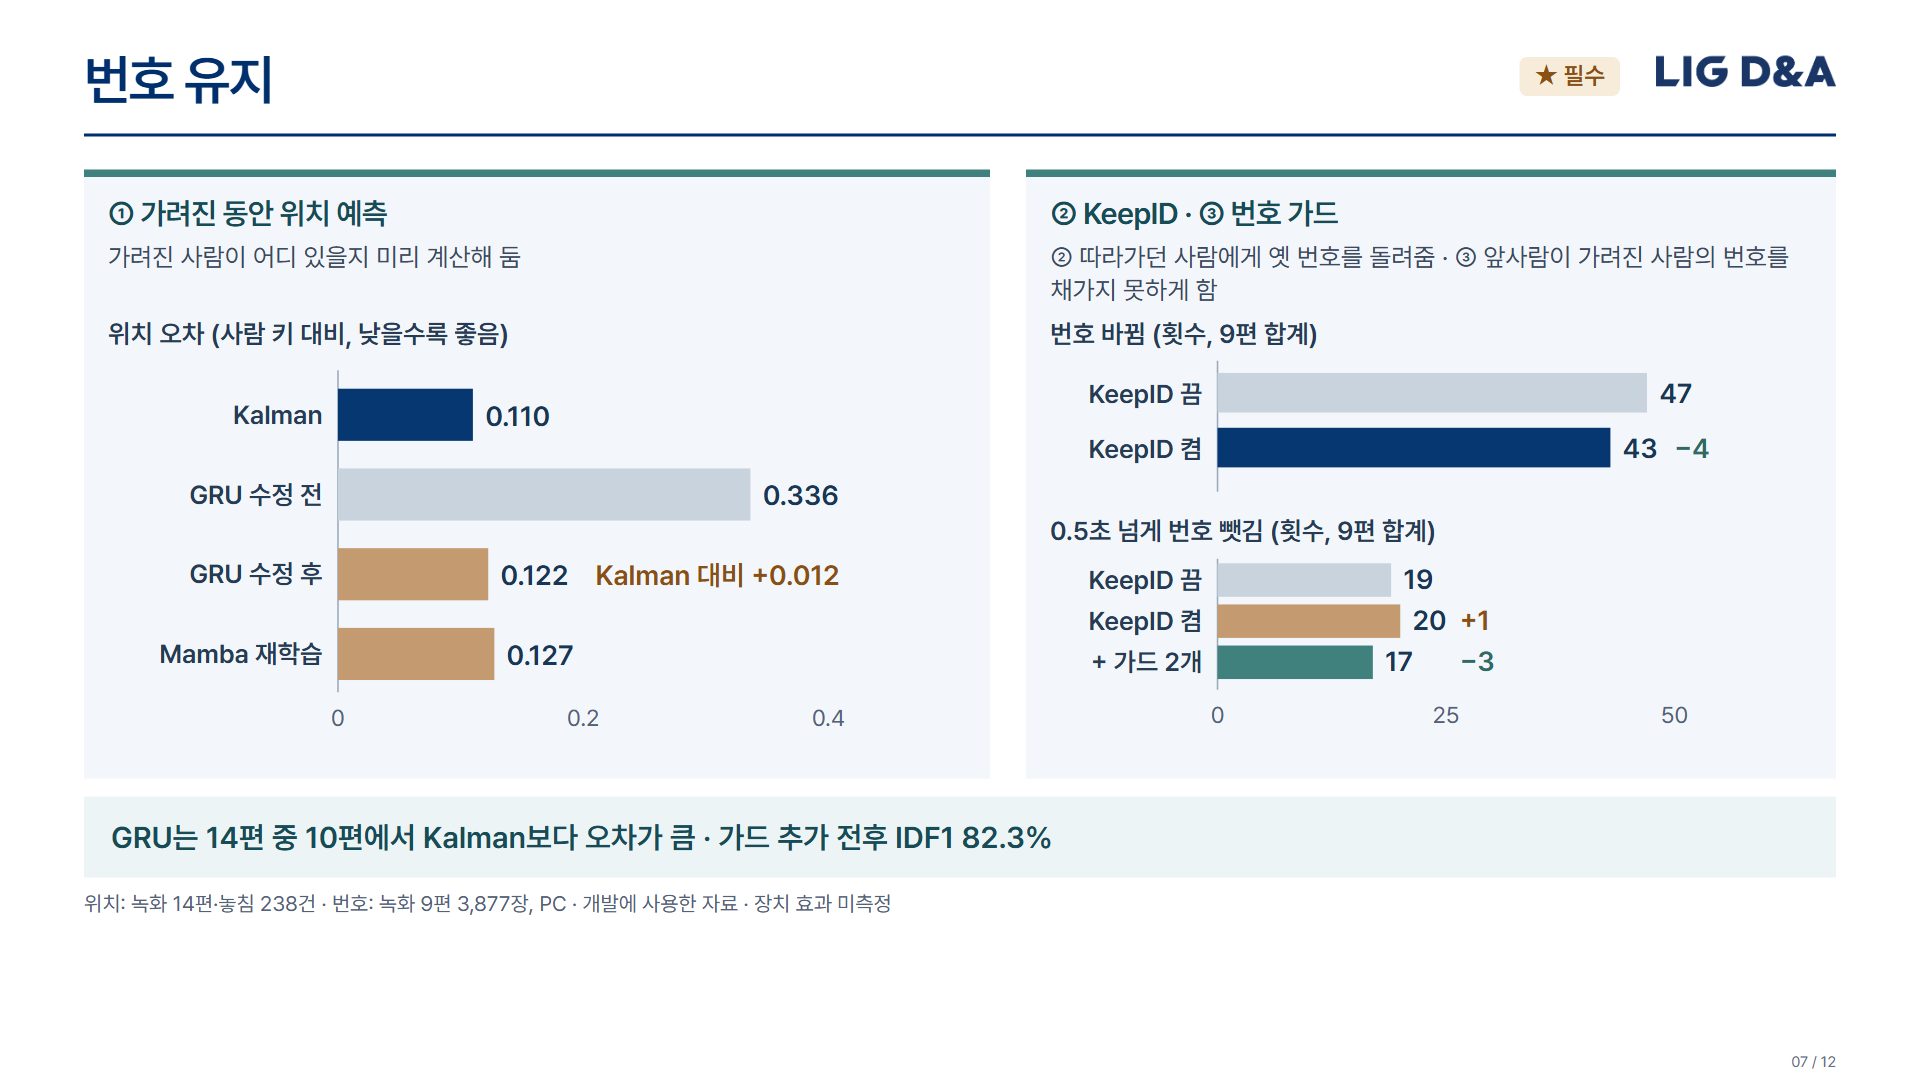 번호 유지
★ 필수
LIG D&A
① 가려진 동안 위치 예측
가려진 사람이 어디 있을지 미리 계산해 둠
위치 오차 (사람 키 대비, 낮을수록 좋음)
Kalman 0.110
GRU 수정 전 0.336
GRU 수정 후 0.122 Kalman 대비 +0.012
Mamba 재학습 0.127
0 0.2 0.4
② KeepID · ③ 번호 가드
② 따라가던 사람에게 옛 번호를 돌려줌 · ③ 앞사람이 가려진 사람의 번호를
채가지 못하게 함
번호 바뀜 (횟수, 9편 합계)
KeepID 끔 47
KeepID 켬 43 −4
0.5초 넘게 번호 뺏김 (횟수, 9편 합계)
KeepID 끔 19
KeepID 켬 20 +1
+ 가드 2개 17 −3
0 25 50
GRU는 14편 중 10편에서 Kalman보다 오차가 큼 · 가드 추가 전후 IDF1 82.3%
위치: 녹화 14편·놓침 238건 · 번호: 녹화 9편 3,877장, PC · 개발에 사용한 자료 · 장치 효과 미측정
07 / 12